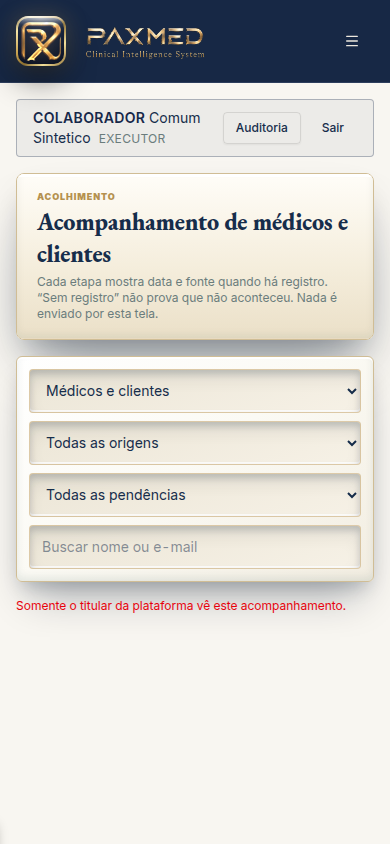 PAXMED
Clinical Intelligence System
COLABORADOR Comum
Sintetico EXECUTOR
Auditoria
Sair
ACOLHIMENTO
Acompanhamento de médicos e
clientes
Cada etapa mostra data e fonte quando há registro.
“Sem registro” não prova que não aconteceu. Nada é
enviado por esta tela.
Médicos e clientes
Todas as origens
Todas as pendências
Buscar nome ou e-mail
Somente o titular da plataforma vê este acompanhamento.